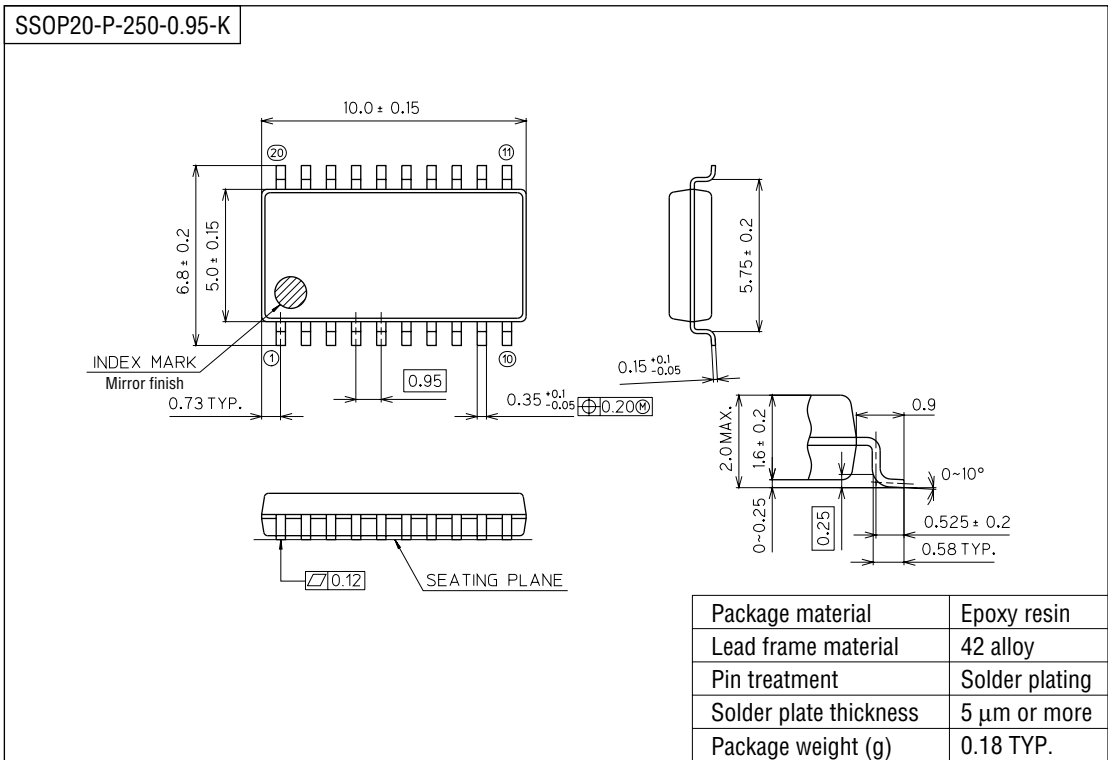 SSOP20-P-250-0.95-K
10.0 ± 0.15
20
11
6.8 ± 0.2
5.0 ± 0.15
5.75 ± 0.2
INDEX MARK
Mirror finish
1
10
0.73 TYP.
0.95
0.35 +0.1 -0.05
⌖ 0.20 Ⓜ
0.15 +0.1 -0.05
2.0 MAX.
1.6 ± 0.2
0.9
0~10°
0~0.25
0.25
0.525 ± 0.2
0.58 TYP.
⏥ 0.12
SEATING PLANE
Package material Epoxy resin
Lead frame material 42 alloy
Pin treatment Solder plating
Solder plate thickness 5 μm or more
Package weight (g) 0.18 TYP.